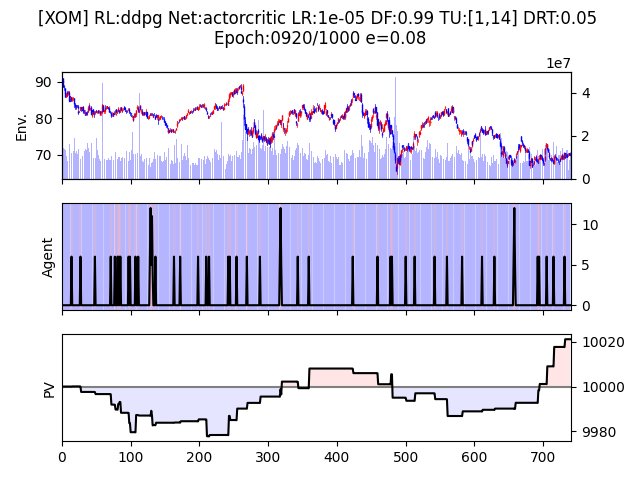 [XOM] RL:ddpg Net:actorcritic LR:1e-05 DF:0.99 TU:[1,14] DRT:0.05
Epoch:0920/1000 e=0.08
1e7
90
80
70
Env.
4
2
0
Agent
10
5
0
PV
10020
10000
9980
0 100 200 300 400 500 600 700